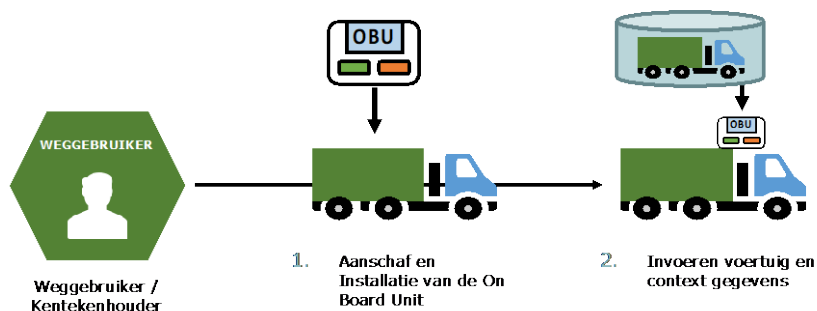 OBU
OBU
WEGGEBRUIKER
1. Aanschaf en
Installatie van de On
Board Unit
2. Invoeren voertuig en
context gegevens
Weggebruiker /
Kentekenhouder